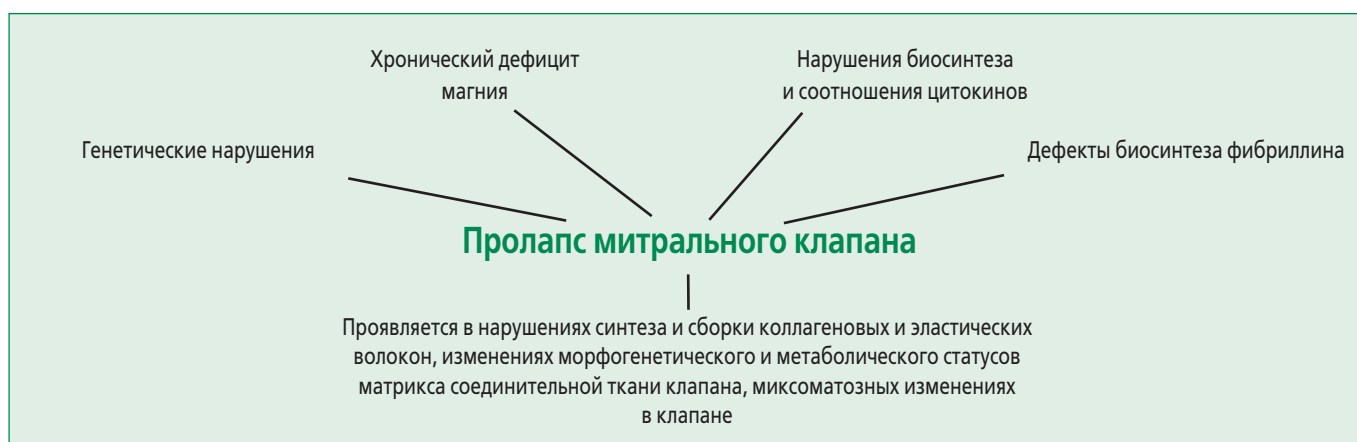 Хронический дефицит
магния
Нарушения биосинтеза
и соотношения цитокинов
Генетические нарушения
Дефекты биосинтеза фибриллина
Пролапс митрального клапана
Проявляется в нарушениях синтеза и сборки коллагеновых и эластических
волокон, изменениях морфогенетического и метаболического статусов
матрикса соединительной ткани клапана, миксоматозных изменениях
в клапане